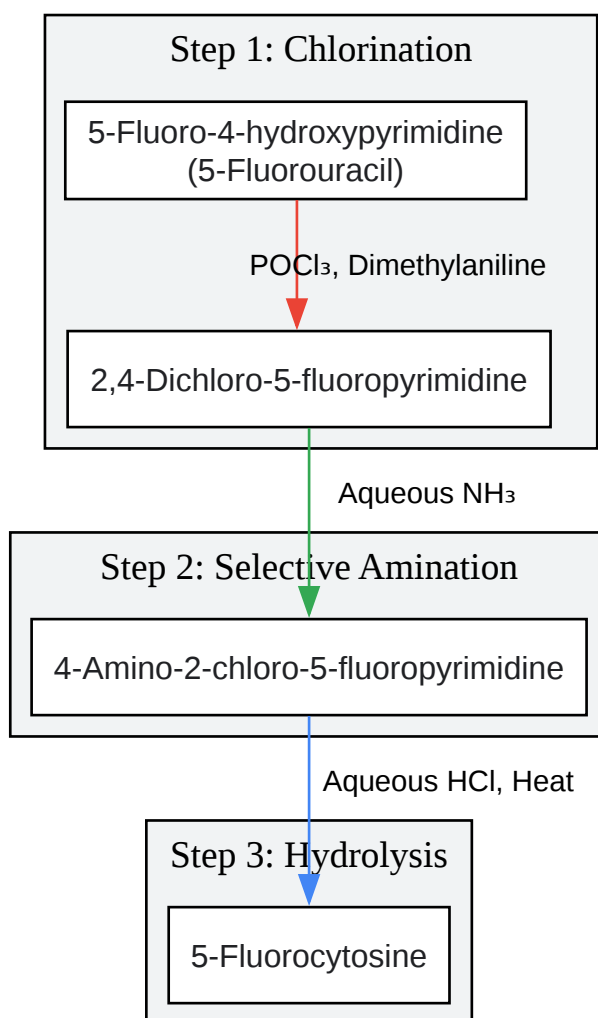 Step 1: Chlorination
5-Fluoro-4-hydroxypyrimidine
(5-Fluorouracil)
POCl₃, Dimethylaniline
2,4-Dichloro-5-fluoropyrimidine
Aqueous NH₃
Step 2: Selective Amination
4-Amino-2-chloro-5-fluoropyrimidine
Aqueous HCl, Heat
Step 3: Hydrolysis
5-Fluorocytosine